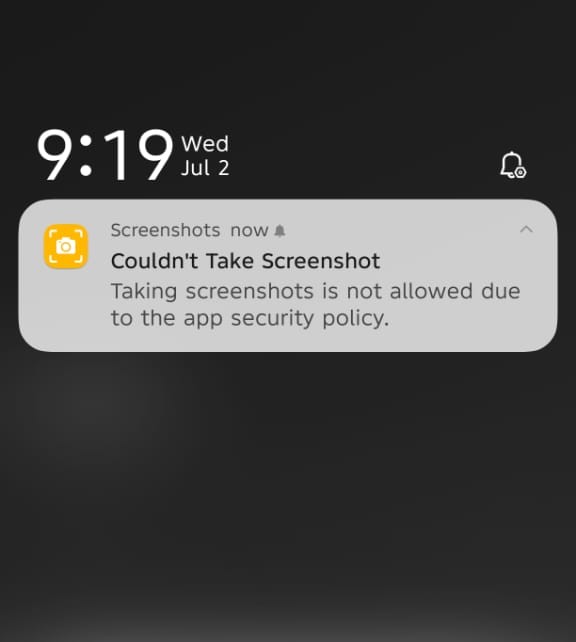 9:19 Wed
Jul 2
Screenshots now
Couldn't Take Screenshot
Taking screenshots is not allowed due
to the app security policy.